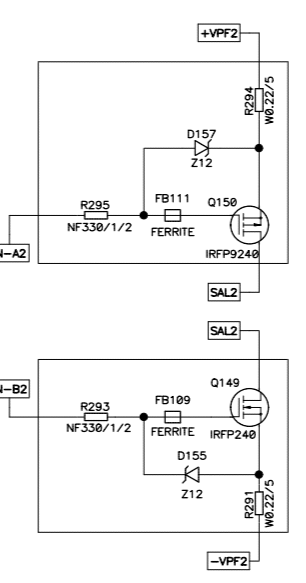 +VPF2
R294
W0.22/5
D157
Z12
R295
NF330/1/2
FB111
FERRITE
Q150
IRFP9240
N-A2
SAL2
SAL2
N-B2
R293
NF330/1/2
FB109
FERRITE
Q149
IRFP240
D155
Z12
R291
W0.22/5
-VPF2